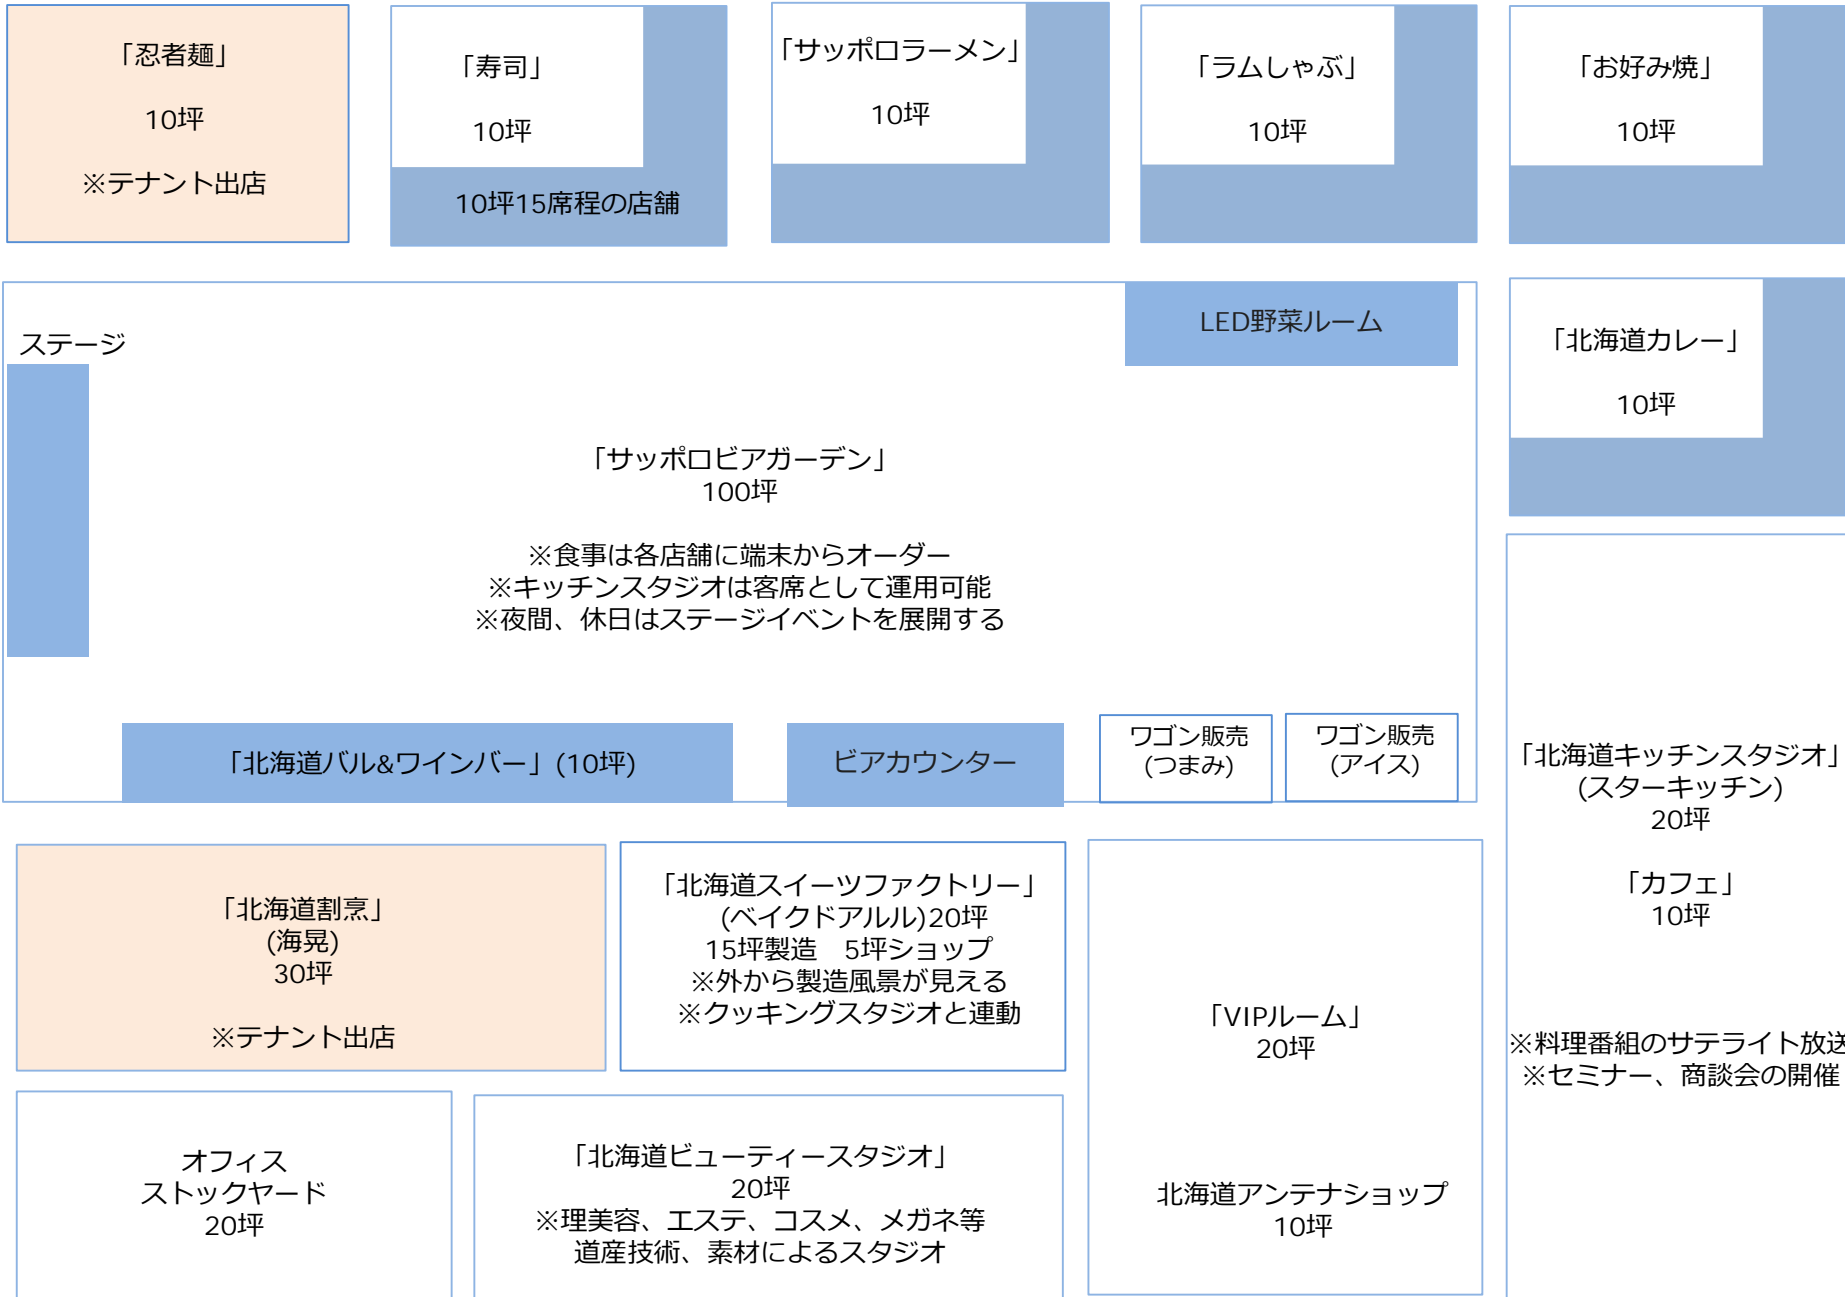 「忍者麺」
10坪
※テナント出店
「寿司」
10坪
10坪15席程の店舗
「サッポロラーメン」
10坪
「ラムしゃぶ」
10坪
「お好み焼」
10坪
ステージ
LED野菜ルーム
「北海道カレー」
10坪
「サッポロビアガーデン」
100坪
※食事は各店舗に端末からオーダー
※キッチンスタジオは客席として運用可能
※夜間、休日はステージイベントを展開する
「北海道バル&ワインバー」(10坪)
ビアカウンター
ワゴン販売
(つまみ)
ワゴン販売
(アイス)
「北海道キッチンスタジオ」
(スターキッチン)
20坪
「カフェ」
10坪
※料理番組のサテライト放送
※セミナー、商談会の開催
「北海道割烹」
(海晃)
30坪
※テナント出店
「北海道スイーツファクトリー」
(ベイクドアルル)20坪
15坪製造　5坪ショップ
※外から製造風景が見える
※クッキングスタジオと連動
「VIPルーム」
20坪
北海道アンテナショップ
10坪
オフィス
ストックヤード
20坪
「北海道ビューティースタジオ」
20坪
※理美容、エステ、コスメ、メガネ等
道産技術、素材によるスタジオ